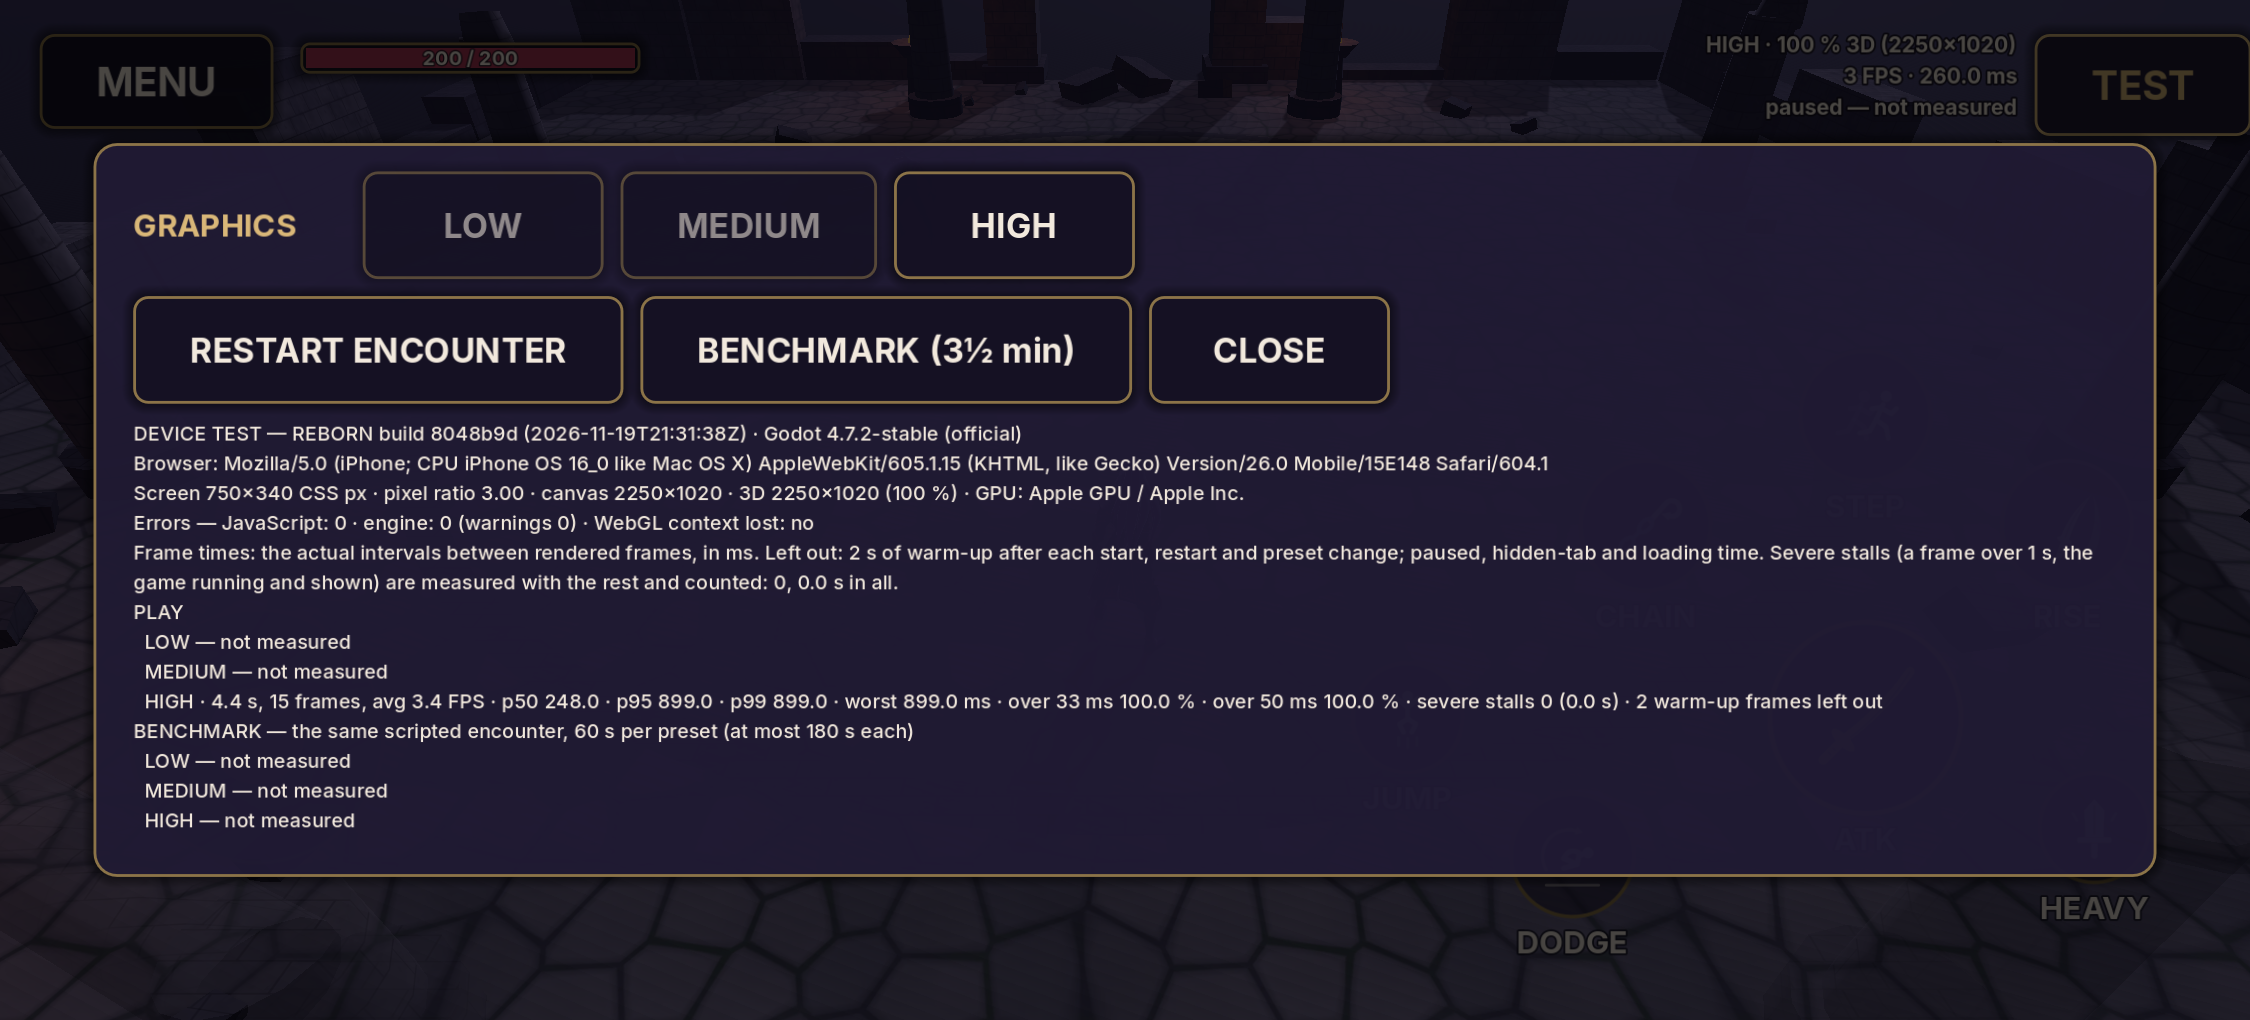 MENU
200 / 200
HIGH · 100 % 3D (2250×1020)
3 FPS · 260.0 ms
paused — not measured
TEST
GRAPHICS
LOW
MEDIUM
HIGH
RESTART ENCOUNTER
BENCHMARK (3½ min)
CLOSE
DEVICE TEST — REBORN build 8048b9d (2026-11-19T21:31:38Z) · Godot 4.7.2-stable (official)
Browser: Mozilla/5.0 (iPhone; CPU iPhone OS 16_0 like Mac OS X) AppleWebKit/605.1.15 (KHTML, like Gecko) Version/26.0 Mobile/15E148 Safari/604.1
Screen 750×340 CSS px · pixel ratio 3.00 · canvas 2250×1020 · 3D 2250×1020 (100 %) · GPU: Apple GPU / Apple Inc.
Errors — JavaScript: 0 · engine: 0 (warnings 0) · WebGL context lost: no
Frame times: the actual intervals between rendered frames, in ms. Left out: 2 s of warm-up after each start, restart and preset change; paused, hidden-tab and loading time. Severe stalls (a frame over 1 s, the
game running and shown) are measured with the rest and counted: 0, 0.0 s in all.
PLAY
LOW — not measured
MEDIUM — not measured
HIGH · 4.4 s, 15 frames, avg 3.4 FPS · p50 248.0 · p95 899.0 · p99 899.0 · worst 899.0 ms · over 33 ms 100.0 % · over 50 ms 100.0 % · severe stalls 0 (0.0 s) · 2 warm-up frames left out
BENCHMARK — the same scripted encounter, 60 s per preset (at most 180 s each)
LOW — not measured
MEDIUM — not measured
HIGH — not measured
STEP
CHAIN
RISE
JUMP
ATK
HEAVY
DODGE